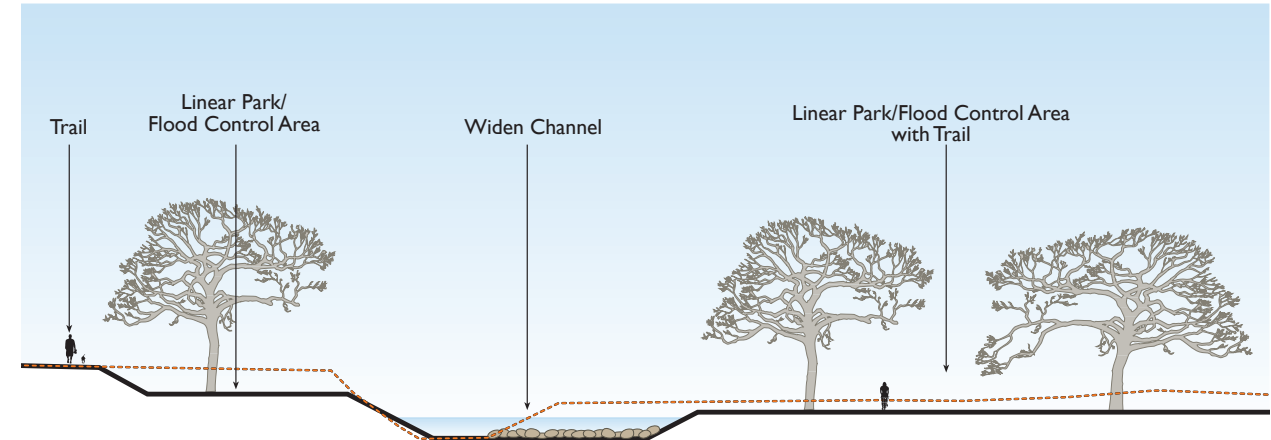 Trail
Linear Park/
Flood Control Area
Widen Channel
Linear Park/Flood Control Area
with Trail